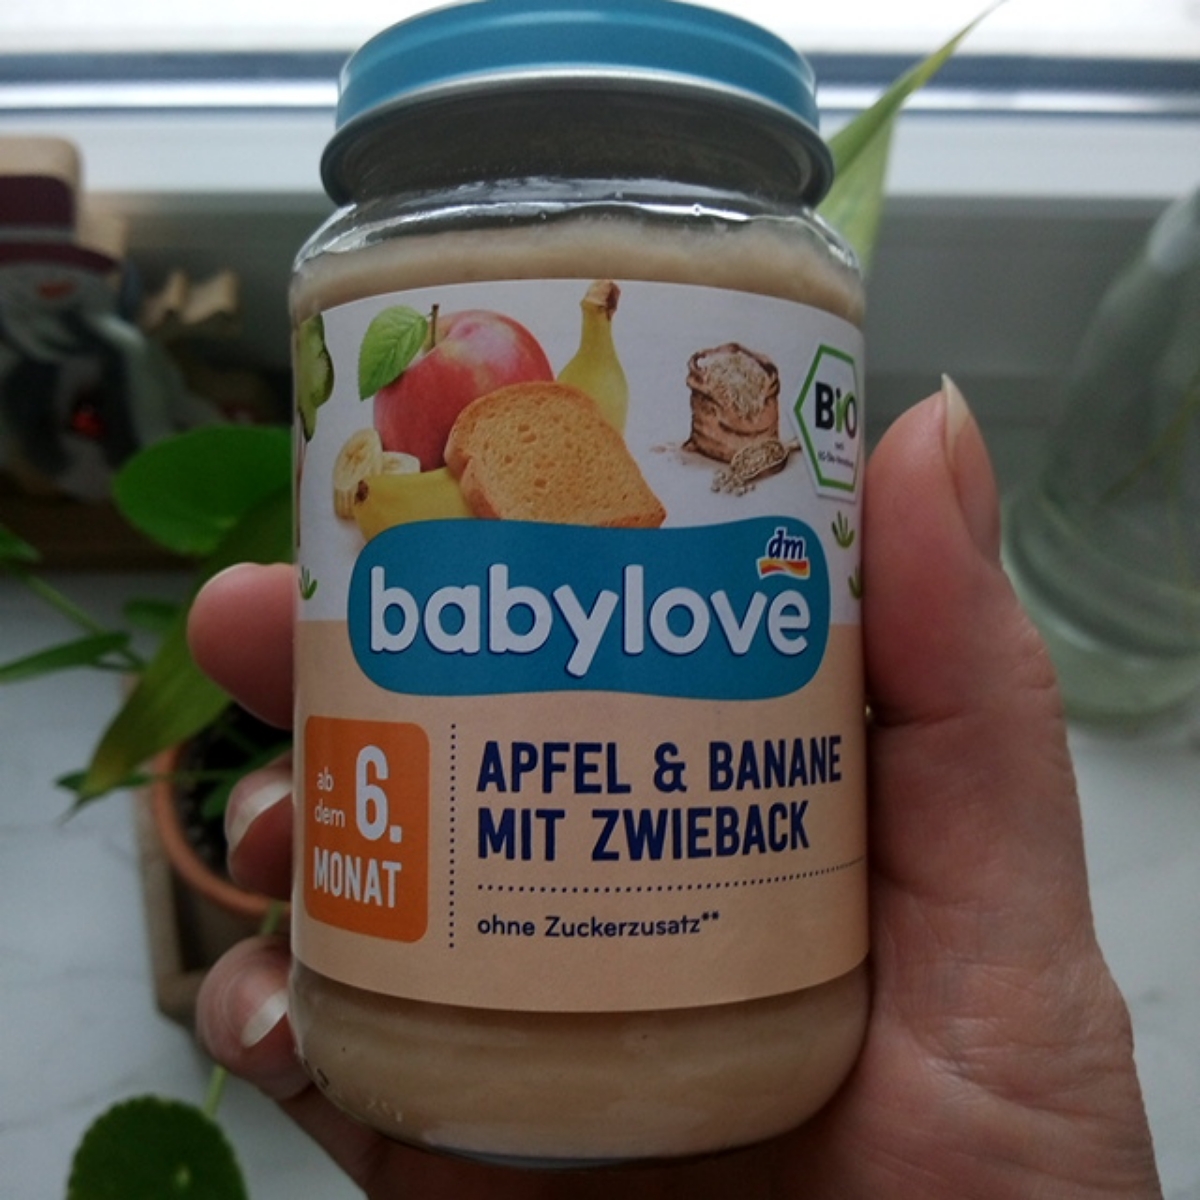 BiO
dm
babylove
ab
dem 6.
MONAT
APFEL & BANANE
MIT ZWIEBACK
ohne Zuckerzusatz**